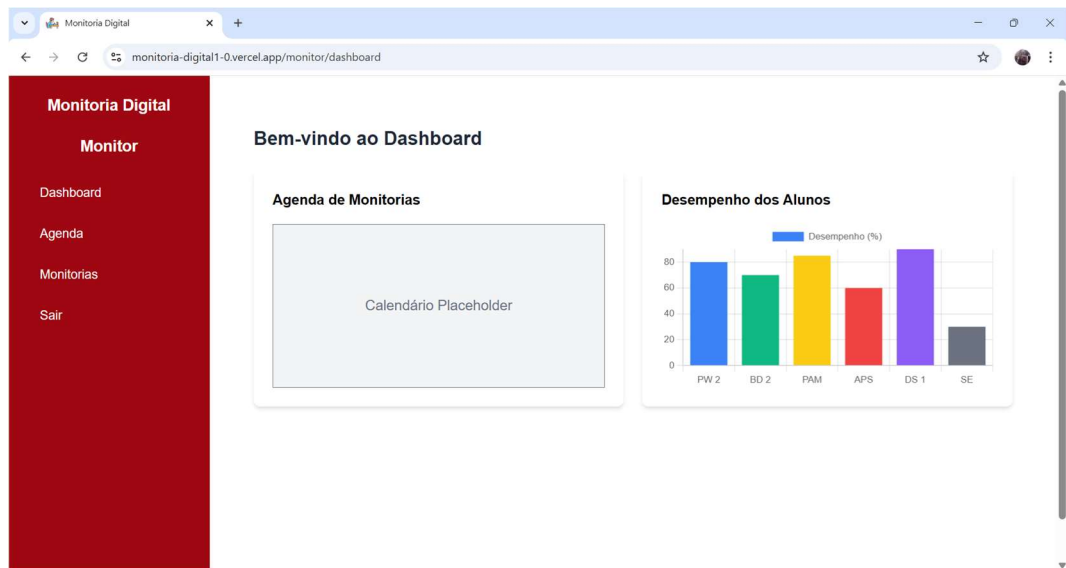 Monitoria Digital
monitoria-digital1-0.vercel.app/monitor/dashboard
Monitoria Digital
Monitor
Dashboard
Agenda
Monitorias
Sair
Bem-vindo ao Dashboard
Agenda de Monitorias
Calendário Placeholder
Desempenho dos Alunos
Desempenho (%)
80
60
40
20
0
PW 2 BD 2 PAM APS DS 1 SE